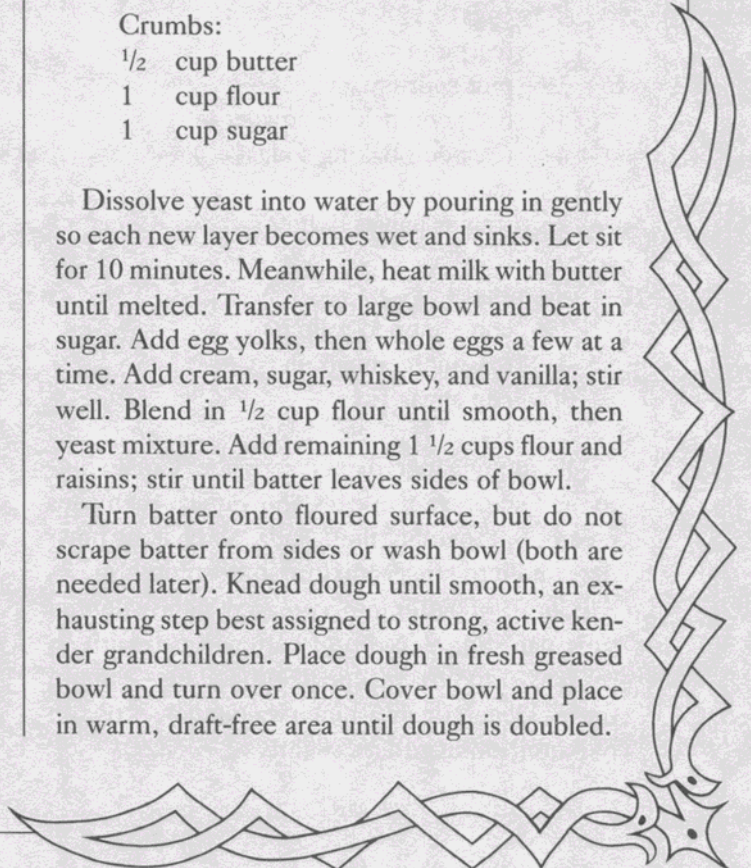 Crumbs:
1/2 cup butter
1 cup flour
1 cup sugar
Dissolve yeast into water by pouring in gently
so each new layer becomes wet and sinks. Let sit
for 10 minutes. Meanwhile, heat milk with butter
until melted. Transfer to large bowl and beat in
sugar. Add egg yolks, then whole eggs a few at a
time. Add cream, sugar, whiskey, and vanilla; stir
well. Blend in 1/2 cup flour until smooth, then
yeast mixture. Add remaining 1 1/2 cups flour and
raisins; stir until batter leaves sides of bowl.
Turn batter onto floured surface, but do not
scrape batter from sides or wash bowl (both are
needed later). Knead dough until smooth, an ex-
hausting step best assigned to strong, active ken-
der grandchildren. Place dough in fresh greased
bowl and turn over once. Cover bowl and place
in warm, draft-free area until dough is doubled.